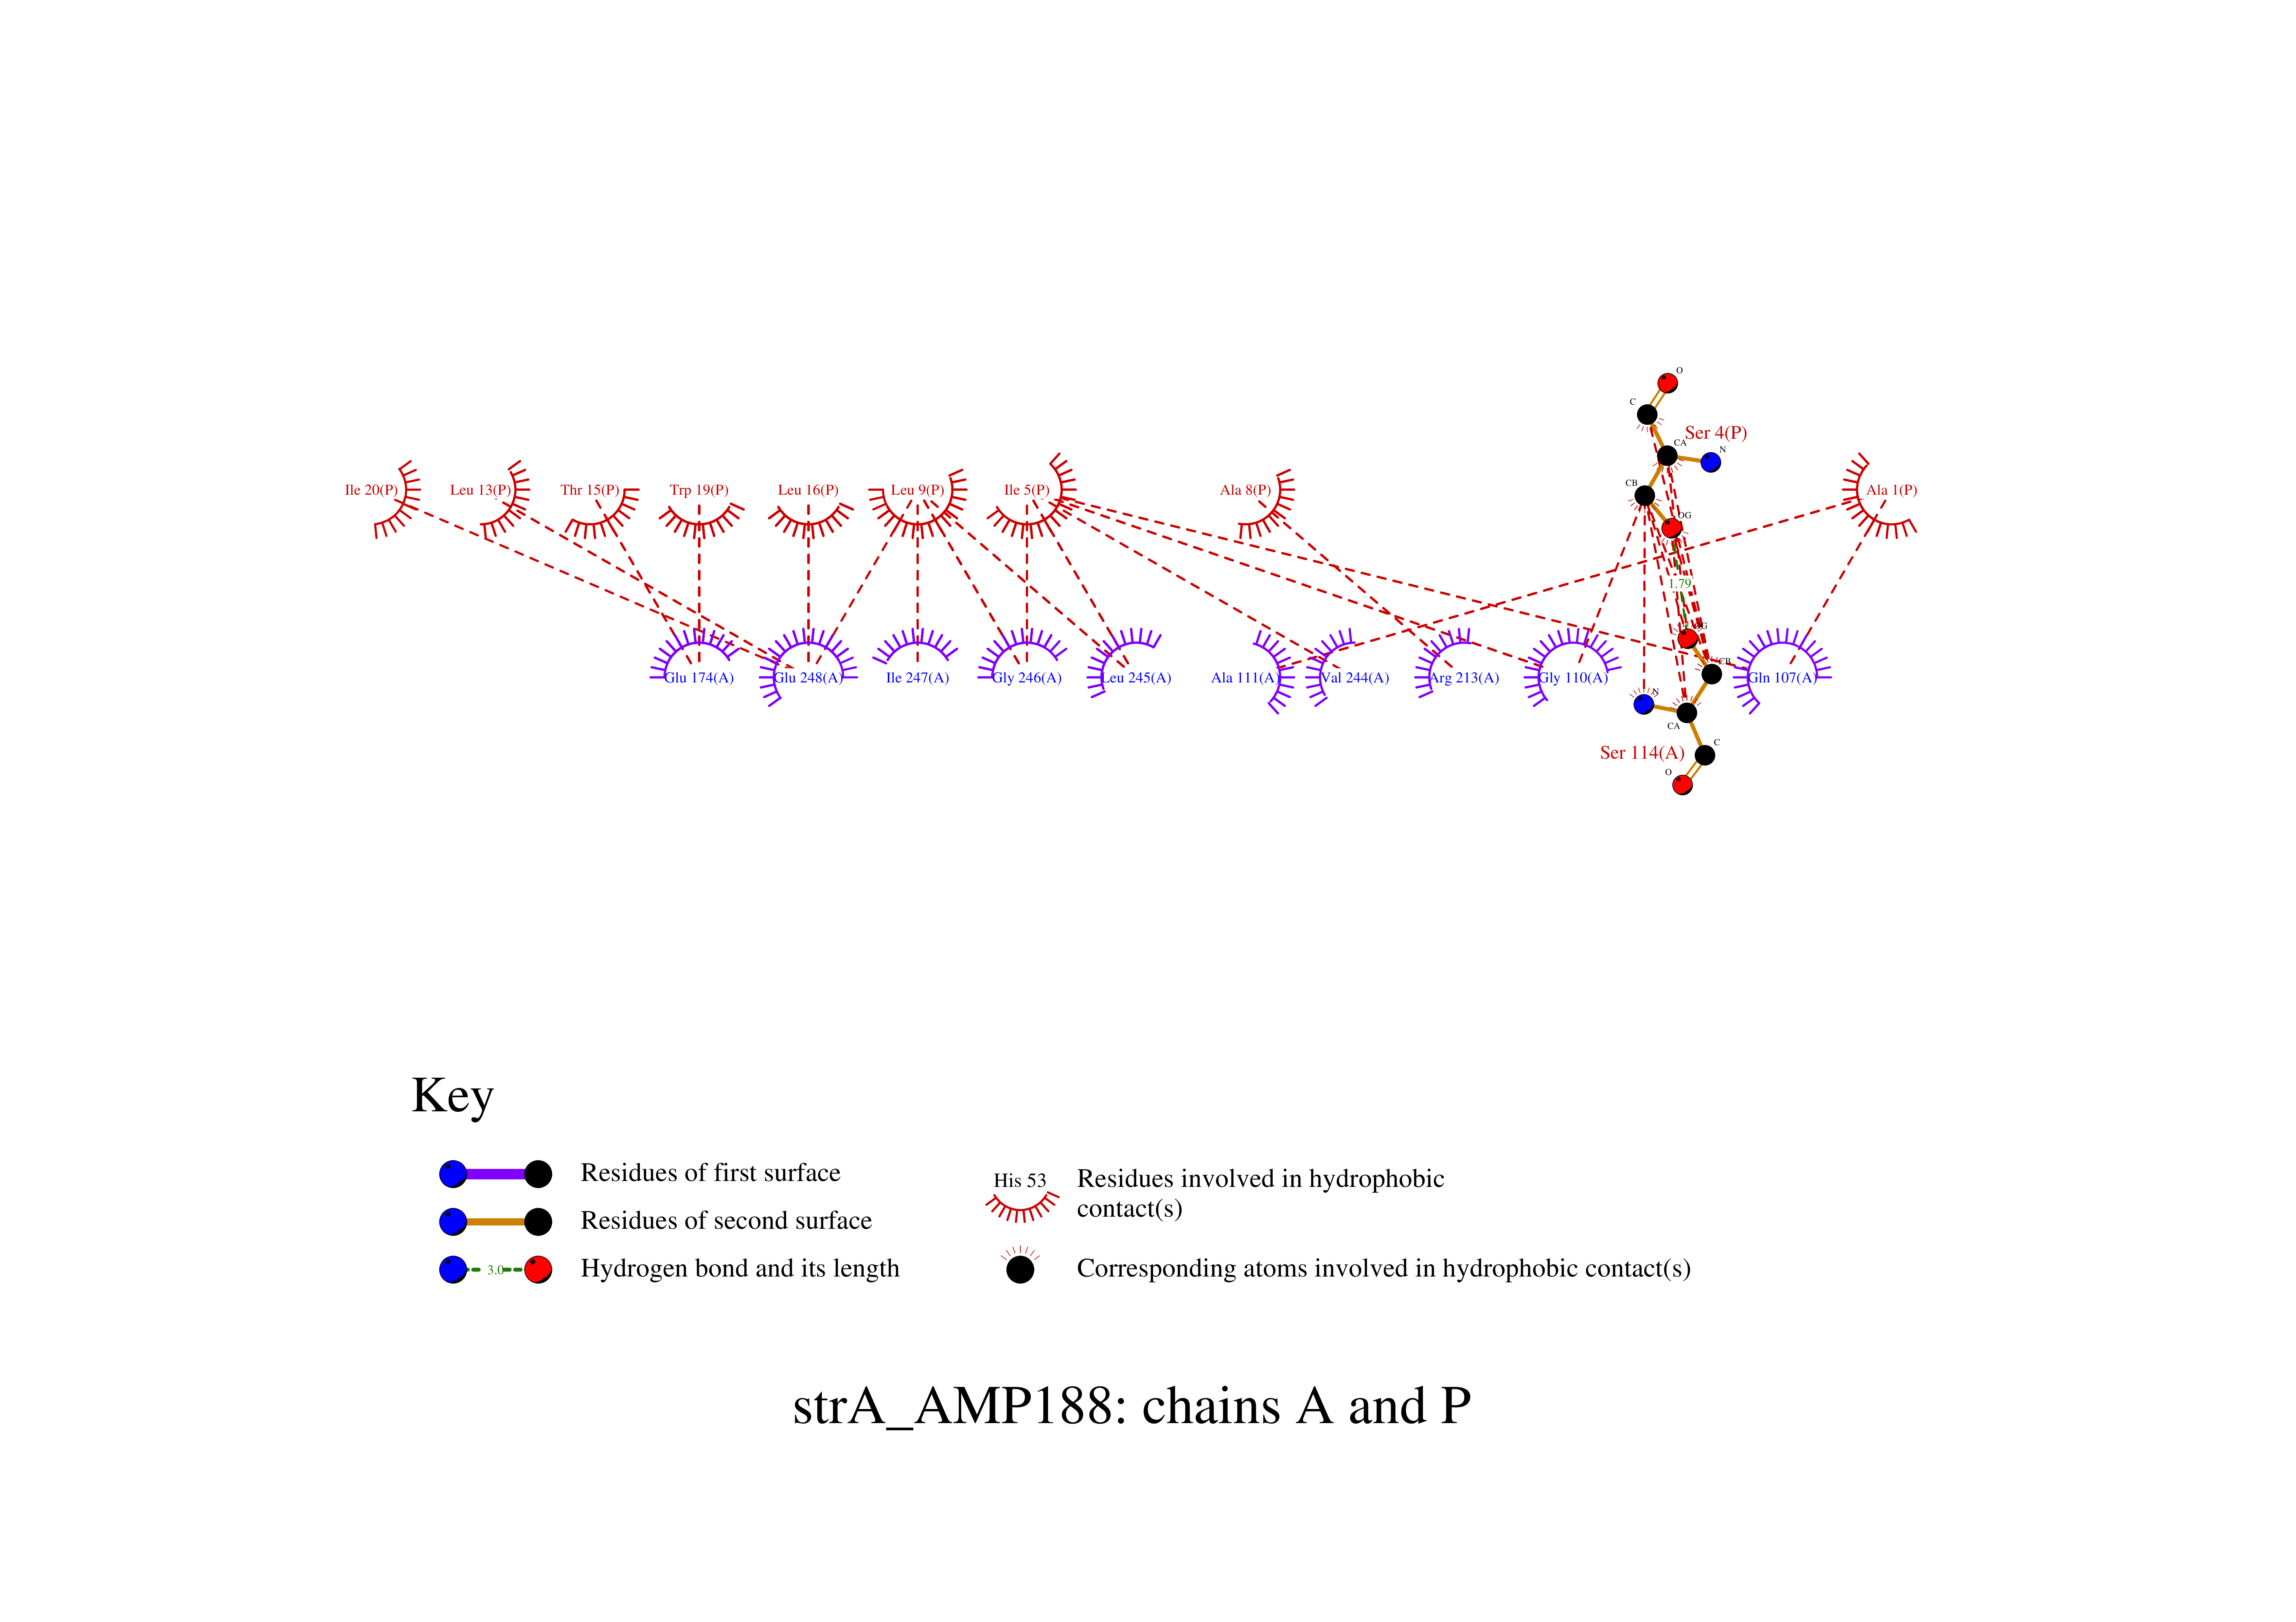 O
C
Ser 4(P)
CA
N
CB
Ile 20(P) Leu 13(P) Thr 15(P) Trp 19(P) Leu 16(P) Leu 9(P) Ile 5(P) Ala 8(P) Ala 1(P)
OG
1.79
OG
CB
Glu 174(A) Glu 248(A) Ile 247(A) Gly 246(A) Leu 245(A) Ala 111(A) Val 244(A) Arg 213(A) Gly 110(A) Gln 107(A)
N
CA
C
Ser 114(A)
O
Key
Residues of first surface
Residues of second surface
3.0 Hydrogen bond and its length
His 53 Residues involved in hydrophobic
contact(s)
Corresponding atoms involved in hydrophobic contact(s)
strA_AMP188: chains A and P